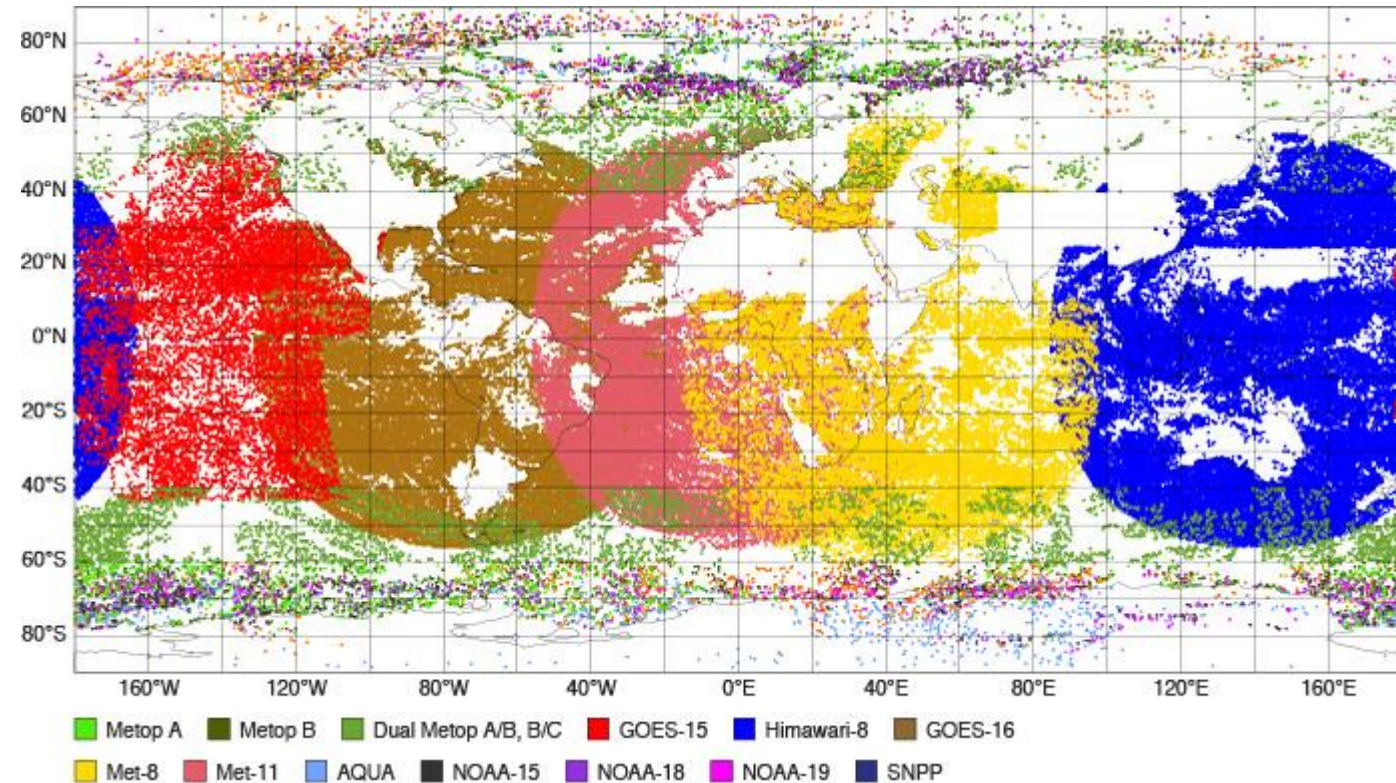 80°N
60°N
40°N
20°N
0°N
20°S
40°S
60°S
80°S
160°W 120°W 80°W 40°W 0°E 40°E 80°E 120°E 160°E
Metop A Metop B Dual Metop A/B, B/C GOES-15 Himawari-8 GOES-16
Met-8 Met-11 AQUA NOAA-15 NOAA-18 NOAA-19 SNPP